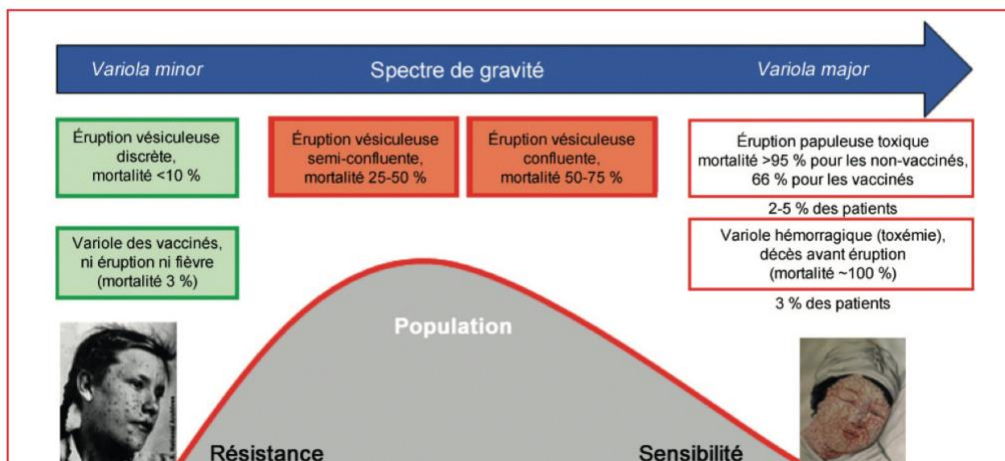 Variola minor
Spectre de gravité
Variola major
Éruption vésiculeuse
discrète,
mortalité <10 %
Éruption vésiculeuse
semi-confluente,
mortalité 25-50 %
Éruption vésiculeuse
confluente,
mortalité 50-75 %
Éruption papuleuse toxique
mortalité >95 % pour les non-vaccinés,
66 % pour les vaccinés
2-5 % des patients
Variole des vaccinés,
ni éruption ni fièvre
(mortalité 3 %)
Variole hémorragique (toxémie),
décès avant éruption
(mortalité ~100 %)
3 % des patients
Population
Résistance
Sensibilité